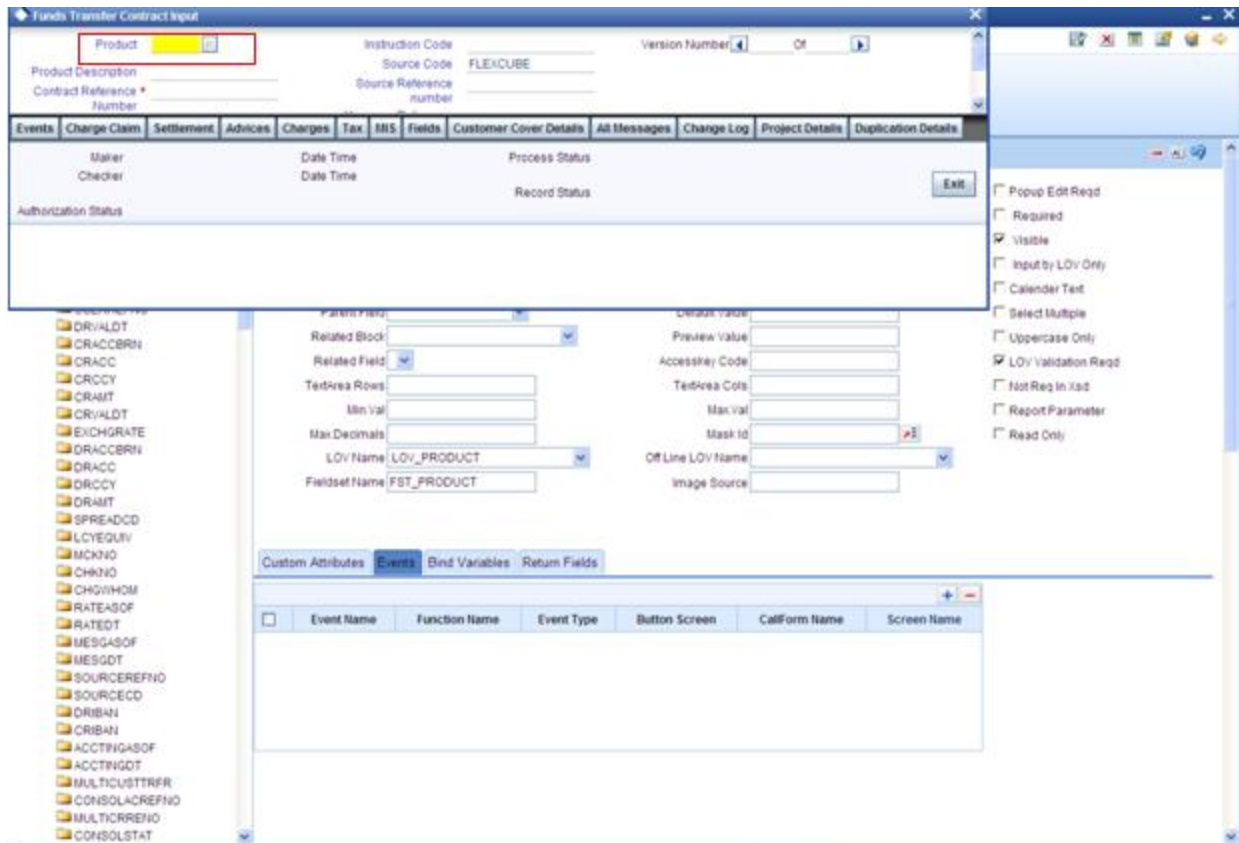 Funds Transfer Contract Input
Product
Instruction Code
Version Number Of
Source Code FLEXCUBE
Product Description
Source Reference number
Contract Reference * Number
Events Charge Claim Settlement Advices Charges Tax MIS Fields Customer Cover Details All Messages Change Log Project Details Duplication Details
Maker Date Time Process Status
Checker Date Time
Record Status
Exit
Authorization Status
Popup Edit Reqd
Required
Visible
Input by LOV Only
Calender Text
Select Multiple
Uppercase Only
LOV Validation Reqd
Not Req In Xsd
Report Parameter
Read Only
Parent Field Default Value
Related Block Preview Value
Related Field Accesskey Code
TextArea Rows TextArea Cols
Min Val Max Val
Max Decimals Mask Id
LOV Name LOV_PRODUCT Off Line LOV Name
Fieldset Name FST_PRODUCT Image Source
DRVALDT
CRACCBRN
CRACC
CRCCY
CRAMT
CRVALDT
EXCHGRATE
DRACCBRN
DRACC
DRCCY
DRAMT
SPREADCD
LCYEQUIV
MCKNO
CHKNO
CHGWHOM
RATEASOF
RATEDT
MESGASOF
MESGDT
SOURCEREFNO
SOURCECD
DRIBAN
CRIBAN
ACCTINGASOF
ACCTINGDT
MULTICUSTTRFR
CONSOLACREFNO
MULTICRRENO
CONSOLSTAT
Custom Attributes Events Bind Variables Return Fields
Event Name Function Name Event Type Button Screen CallForm Name Screen Name